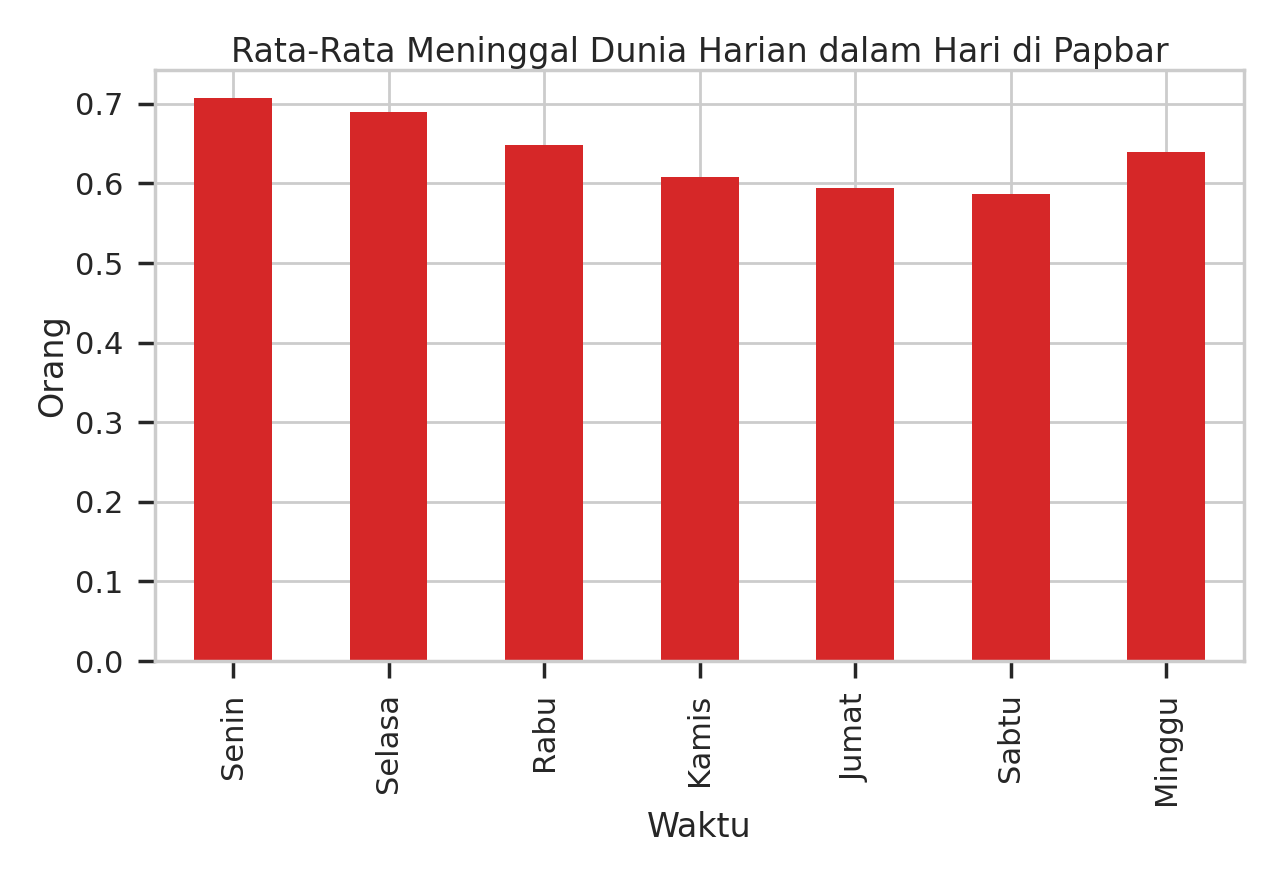 Rata-Rata Meninggal Dunia Harian dalam Hari di Papbar
0.7
0.6
0.5
0.4
0.3
0.2
0.1
0.0
Orang
Senin
Selasa
Rabu
Kamis
Jumat
Sabtu
Minggu
Waktu